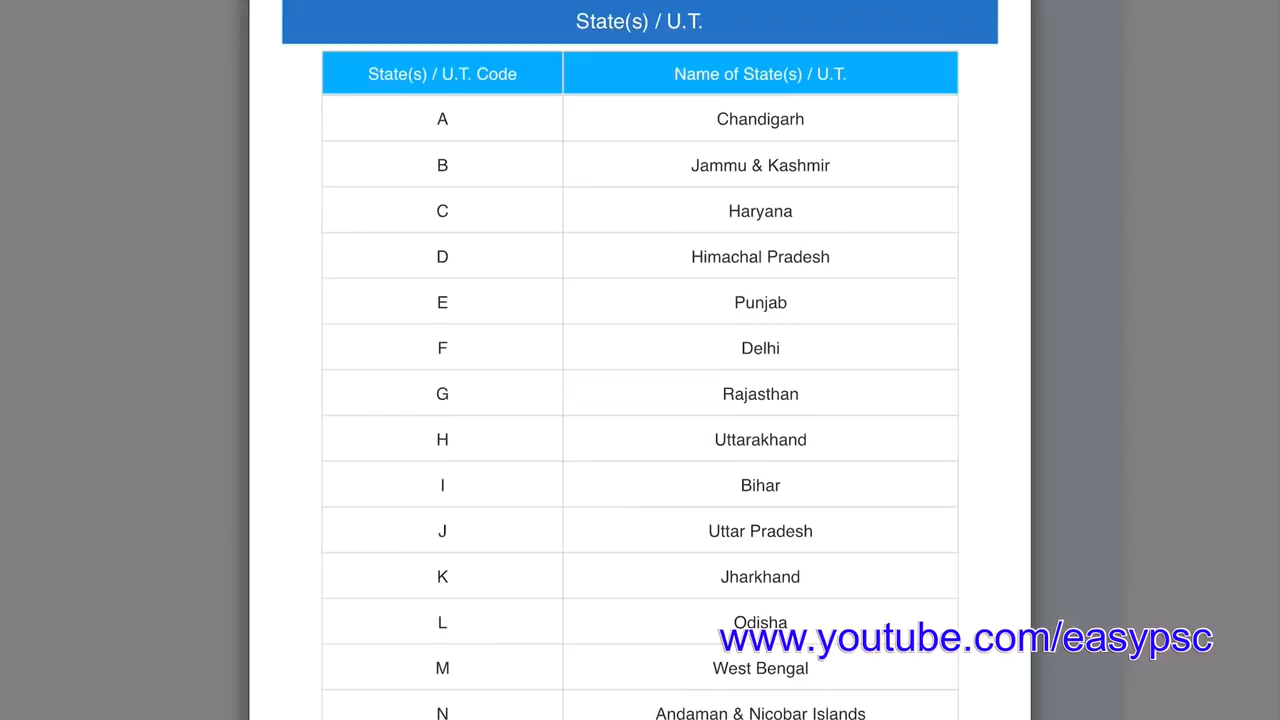 State(s) / U.T.
State(s) / U.T. Code Name of State(s) / U.T.
A Chandigarh
B Jammu & Kashmir
C Haryana
D Himachal Pradesh
E Punjab
F Delhi
G Rajasthan
H Uttarakhand
I Bihar
J Uttar Pradesh
K Jharkhand
L Odisha
www.youtube.com/easypsc
M West Bengal
N Andaman & Nicobar Islands